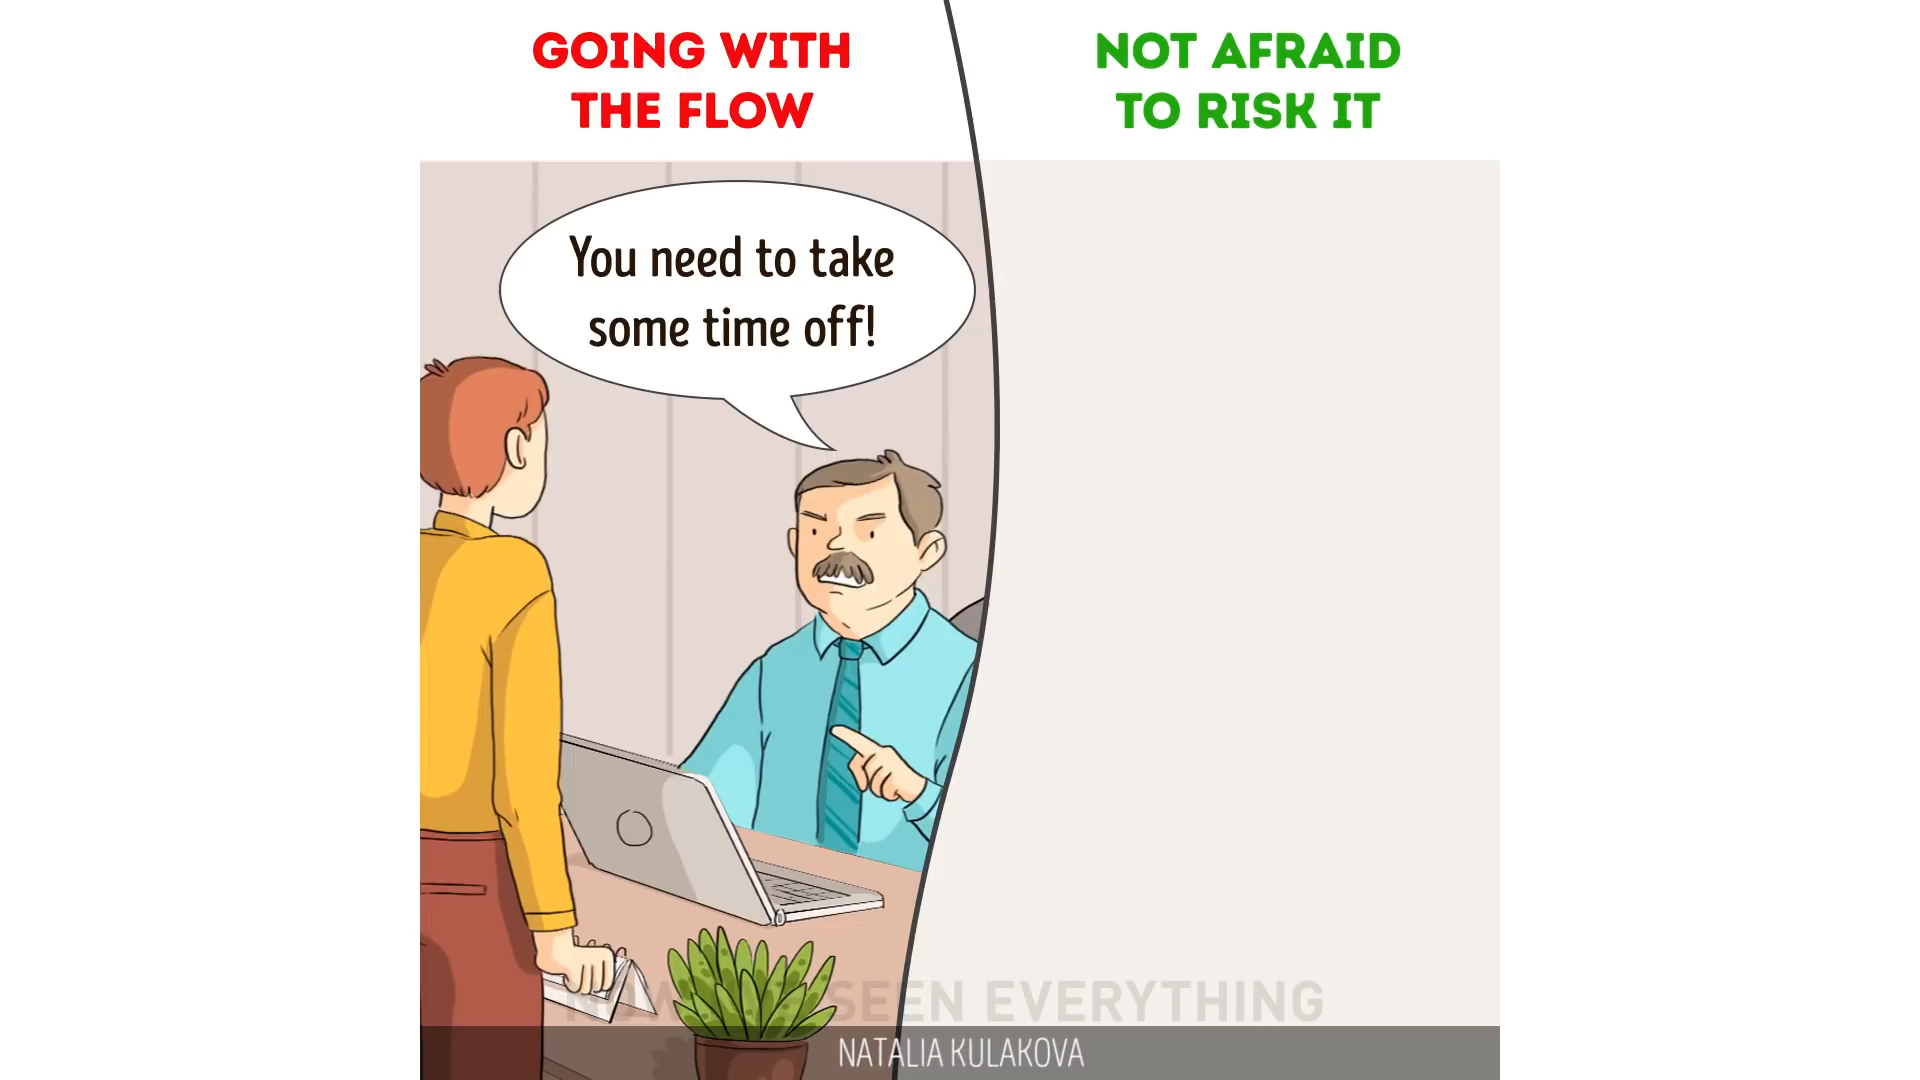 GOING WITH
THE FLOW
NOT AFRAID
TO RISK IT
You need to take
some time off!
SEEN EVERYTHING
NATALIA KULAKOVA